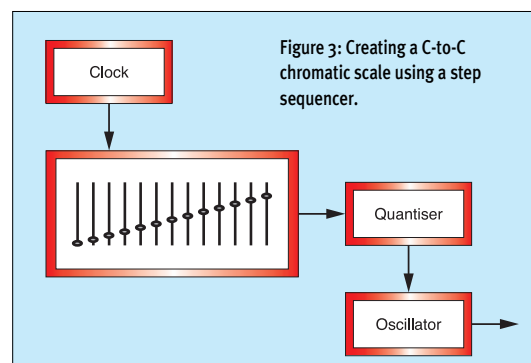 Clock
Figure 3: Creating a C-to-C
chromatic scale using a step
sequencer.
Quantiser
Oscillator